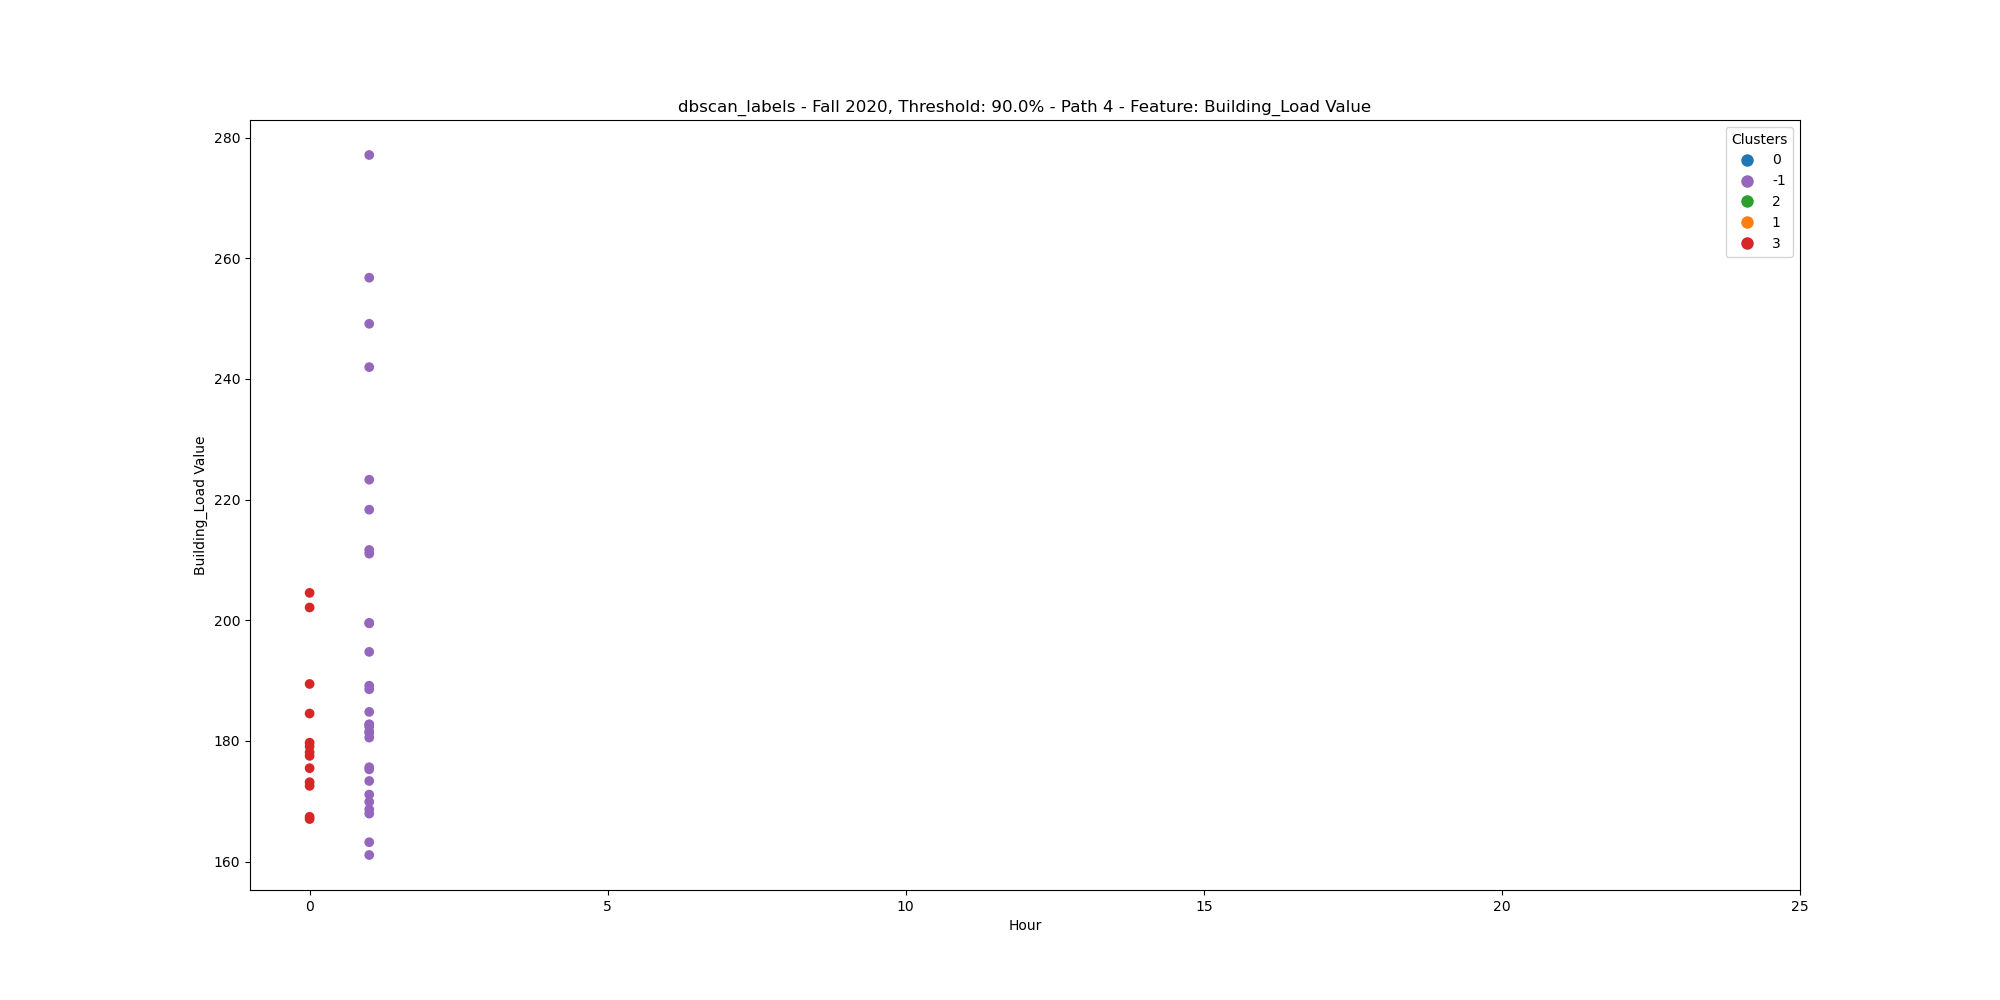 dbscan_labels - Fall 2020, Threshold: 90.0% - Path 4 - Feature: Building_Load Value
Clusters
0
-1
2
1
3
280
260
240
220
200
180
160
Building_Load Value
0 5 10 15 20 25
Hour